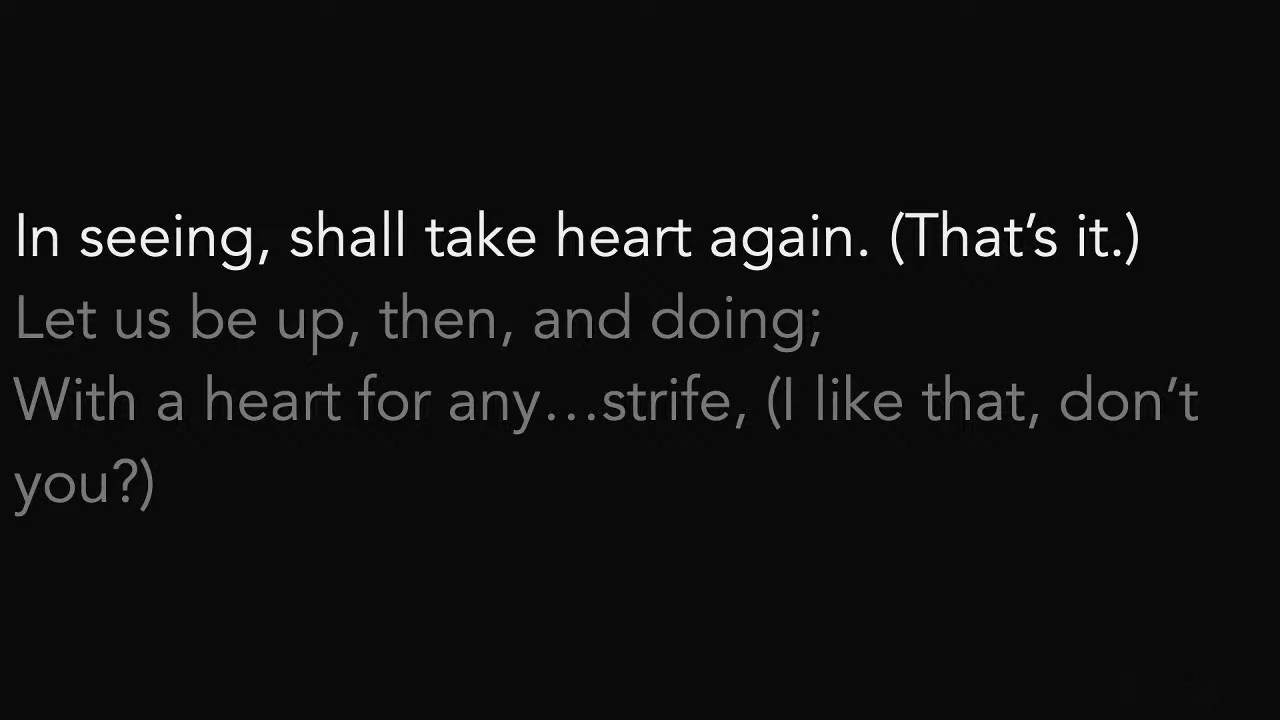 In seeing, shall take heart again. (That’s it.)
Let us be up, then, and doing;
With a heart for any…strife, (I like that, don’t
you?)